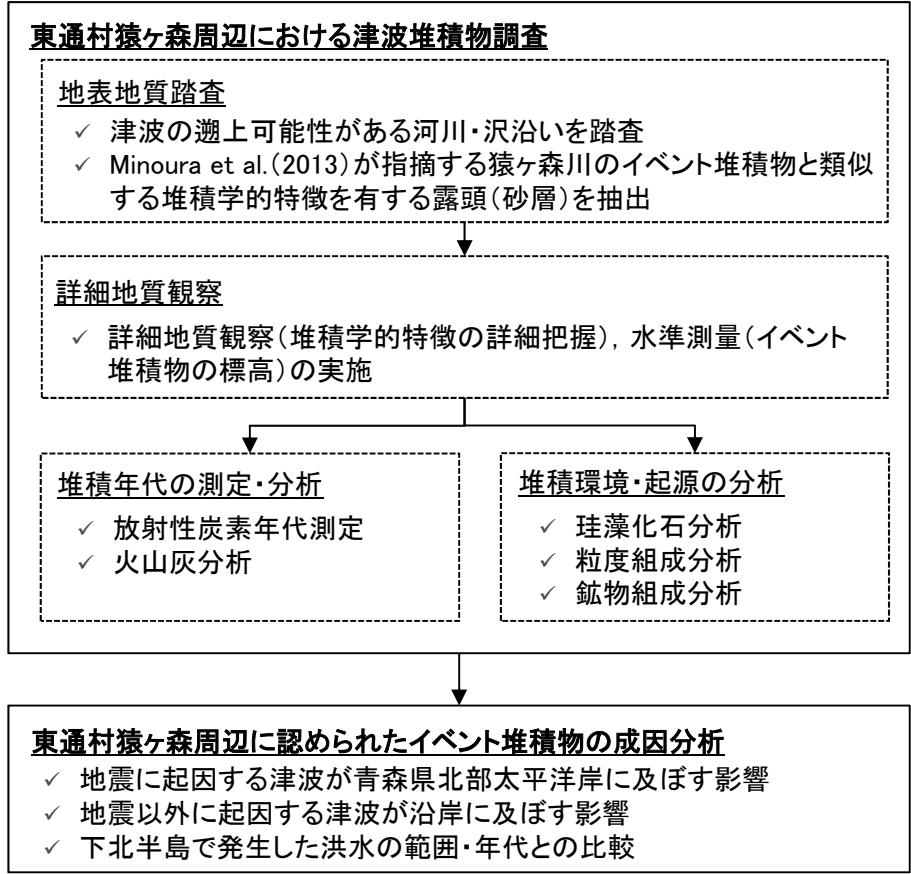 東通村猿ヶ森周辺における津波堆積物調査
地表地質踏査
✓ 津波の遡上可能性がある河川・沢沿いを踏査
✓ Minoura et al.(2013)が指摘する猿ヶ森川のイベント堆積物と類似
する堆積学的特徴を有する露頭(砂層)を抽出
詳細地質観察
✓ 詳細地質観察(堆積学的特徴の詳細把握),水準測量(イベント
堆積物の標高)の実施
堆積年代の測定・分析
✓ 放射性炭素年代測定
✓ 火山灰分析
堆積環境・起源の分析
✓ 珪藻化石分析
✓ 粒度組成分析
✓ 鉱物組成分析
東通村猿ヶ森周辺に認められたイベント堆積物の成因分析
✓ 地震に起因する津波が青森県北部太平洋岸に及ぼす影響
✓ 地震以外に起因する津波が沿岸に及ぼす影響
✓ 下北半島で発生した洪水の範囲・年代との比較